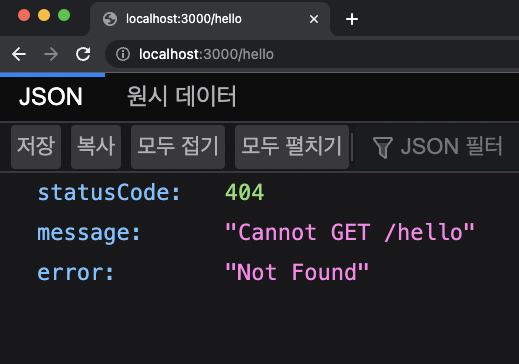 localhost:3000/hello
localhost:3000/hello
JSON 원시 데이터
저장 복사 모두 접기 모두 펼치기 JSON 필터
statusCode: 404
message: "Cannot GET /hello"
error: "Not Found"